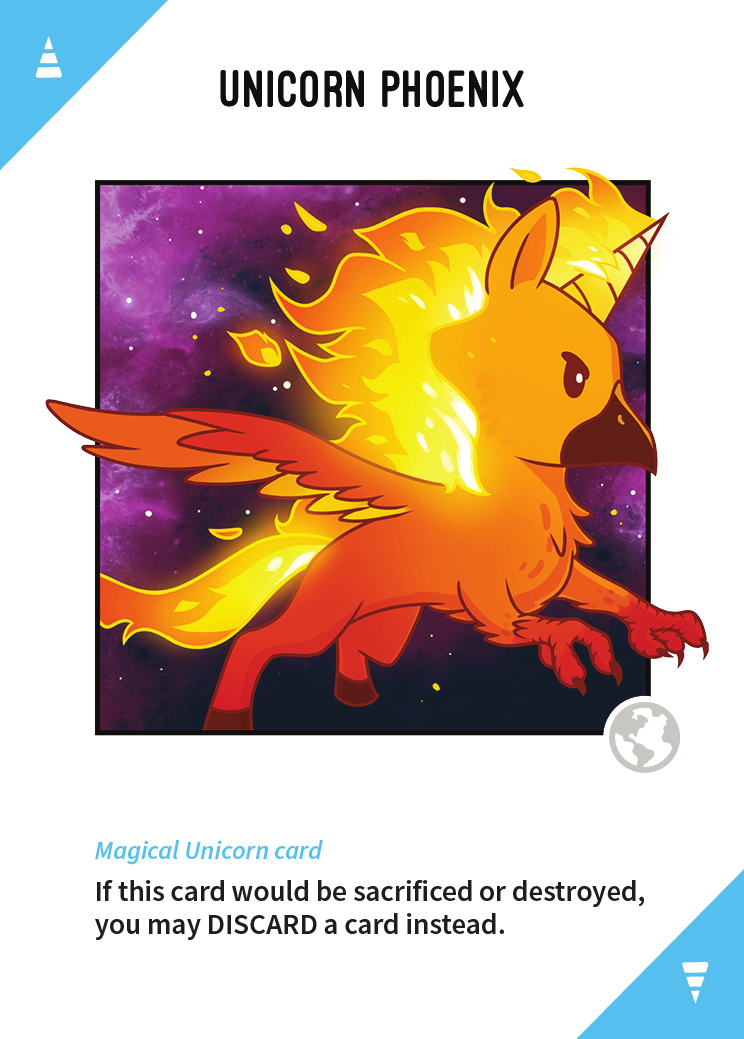 UNICORN PHOENIX
Magical Unicorn card
If this card would be sacrificed or destroyed,
you may DISCARD a card instead.